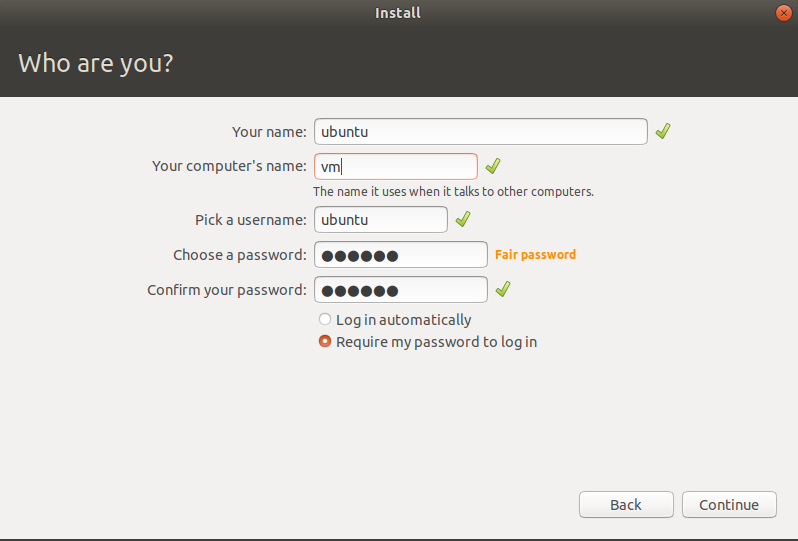 Install
Who are you?
Your name: ubuntu
Your computer's name: vm
The name it uses when it talks to other computers.
Pick a username: ubuntu
Choose a password: ●●●●●● Fair password
Confirm your password: ●●●●●●
Log in automatically
Require my password to log in
Back Continue